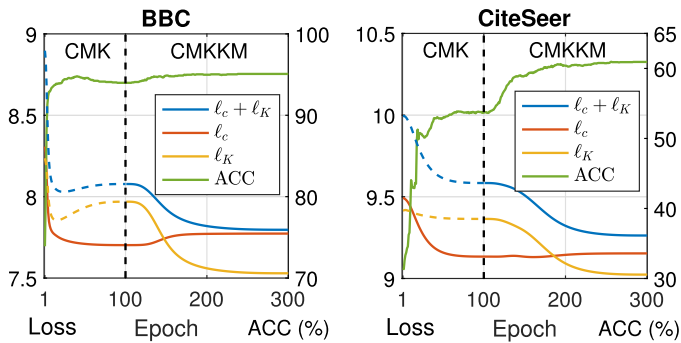 BBC
9
100
CMK
CMKKM
8.5
90
ℓc + ℓK
ℓc
ℓK
ACC
8
80
7.5
70
1
100
200
300
Loss
Epoch
ACC (%)
CiteSeer
10.5
65
CMK
CMKKM
60
10
ℓc + ℓK
ℓc
ℓK
ACC
50
9.5
40
9
30
1
100
200
300
Loss
Epoch
ACC (%)